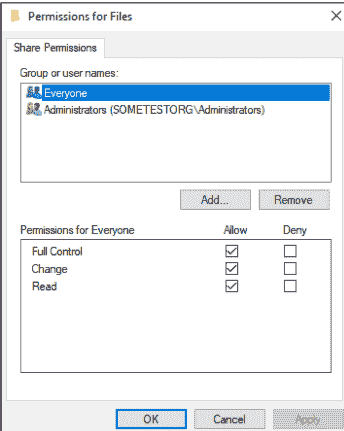 Permissions for Files
Share Permissions
Group or user names:
Everyone
Administrators (SOMETESTORG\Administrators)
Add... Remove
Permissions for Everyone Allow Deny
Full Control
Change
Read
OK Cancel Apply